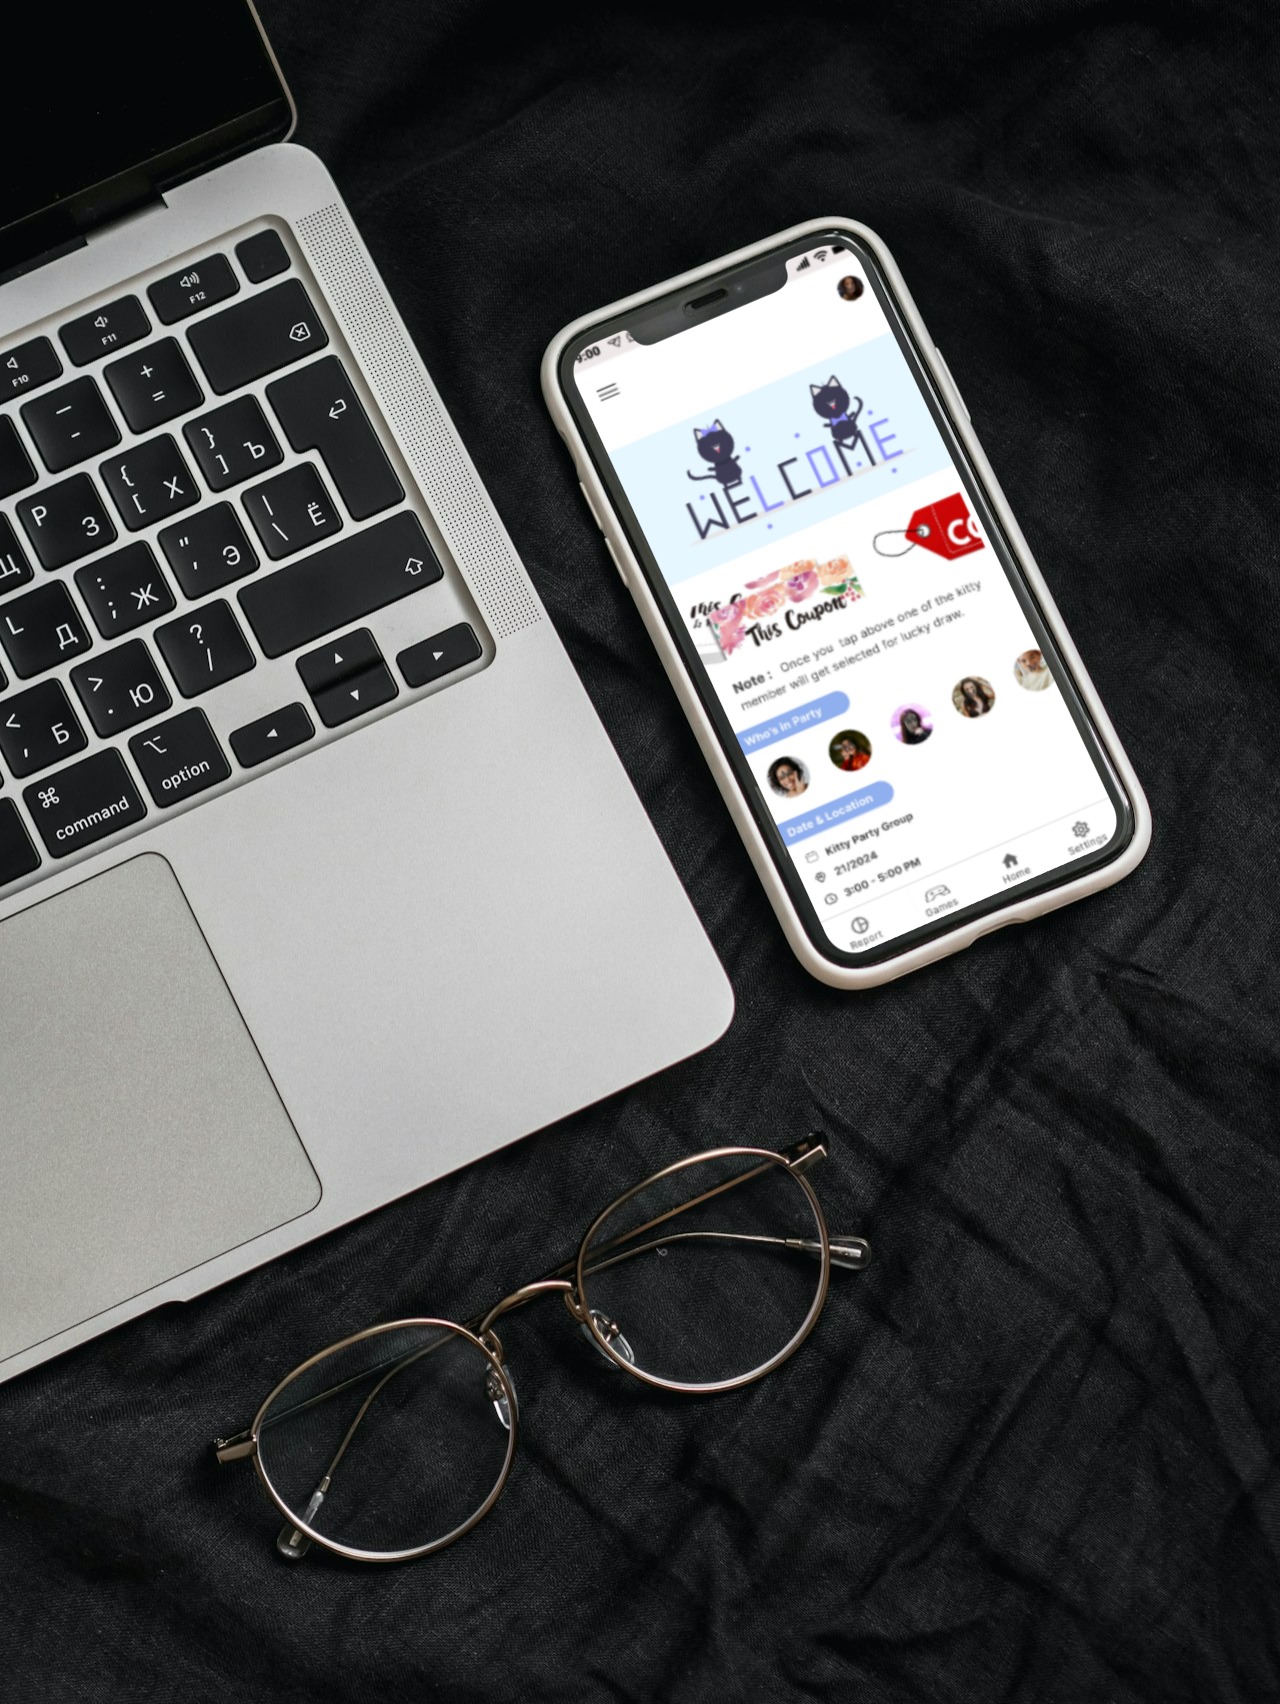 F12
F11
F10
+
=
—
-
}
] Ъ
{
[ Х
P
З
|
\ Ё
"
' Э
:
; Ж
L
Д
?
/
>
. Ю
<
, Б
Щ
⌥
option
⌘
command
9:00
WELCOME
CO
This Coupon
Note: Once you tap above one of the kitty
member will get selected for lucky draw.
Who's In Party
Date & Location
Kitty Party Group
21/2024
3:00 - 5:00 PM
Report
Games
Home
Settings